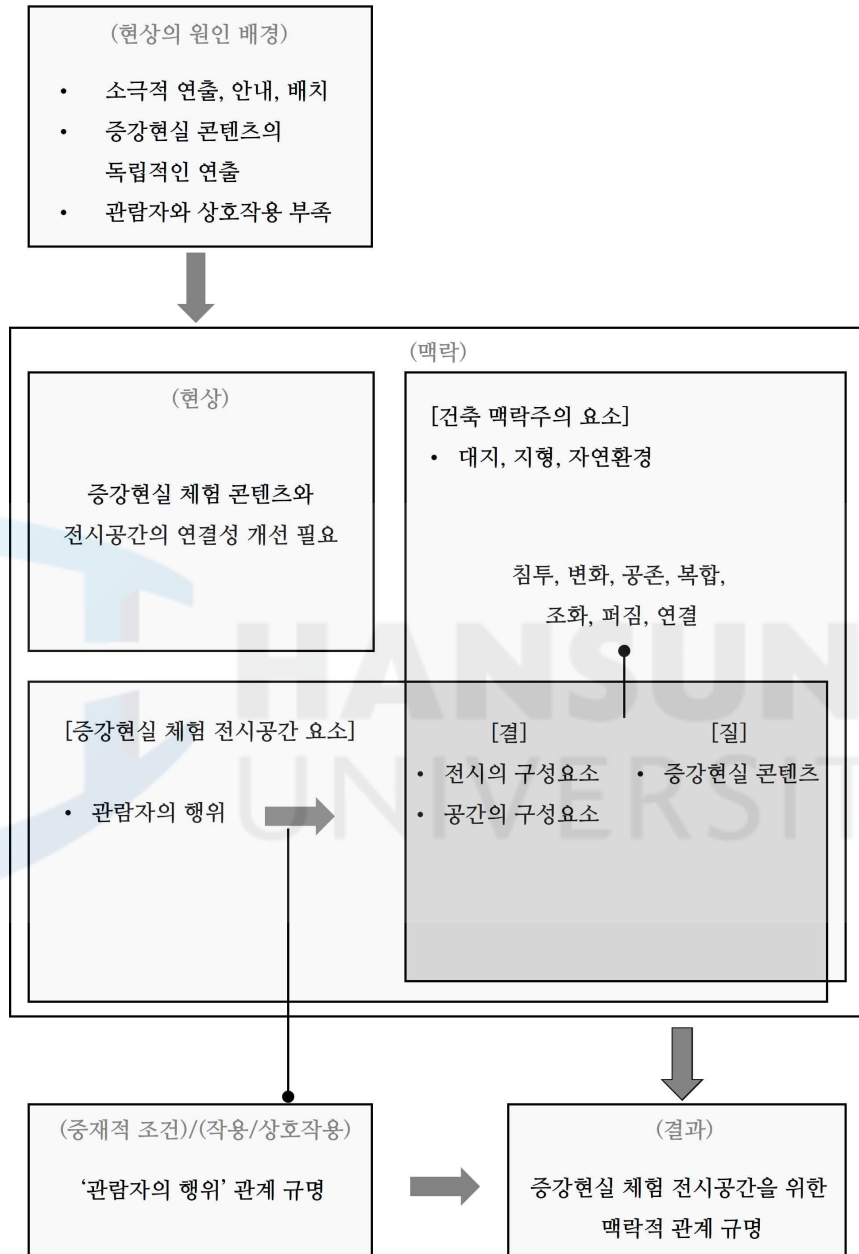 (현상의 원인 배경)
• 소극적 연출, 안내, 배치
• 증강현실 콘텐츠의
독립적인 연출
• 관람자와 상호작용 부족
(맥락)
(현상)
증강현실 체험 콘텐츠와
전시공간의 연결성 개선 필요
[건축 맥락주의 요소]
• 대지, 지형, 자연환경
침투, 변화, 공존, 복합,
조화, 퍼짐, 연결
[증강현실 체험 전시공간 요소]
• 관람자의 행위
[결]
• 전시의 구성요소
• 공간의 구성요소
[질]
• 증강현실 콘텐츠
HANSUN
UNIVERSIT
(중재적 조건)/(작용/상호작용)
‘관람자의 행위’ 관계 규명
(결과)
증강현실 체험 전시공간을 위한
맥락적 관계 규명